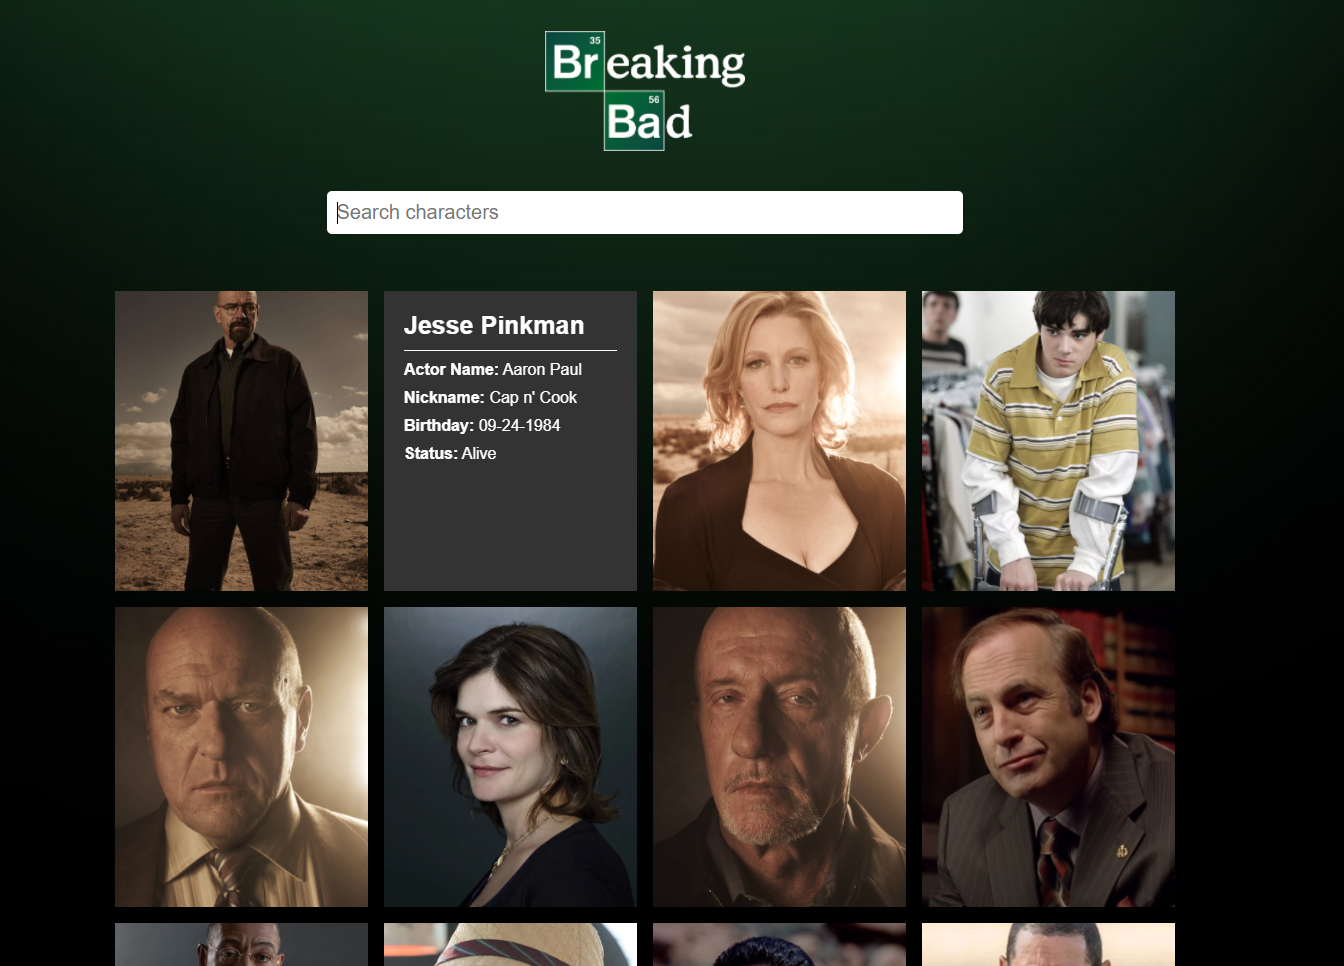 35
Breaking
56
Bad
Search characters
Jesse Pinkman
Actor Name: Aaron Paul
Nickname: Cap n' Cook
Birthday: 09-24-1984
Status: Alive